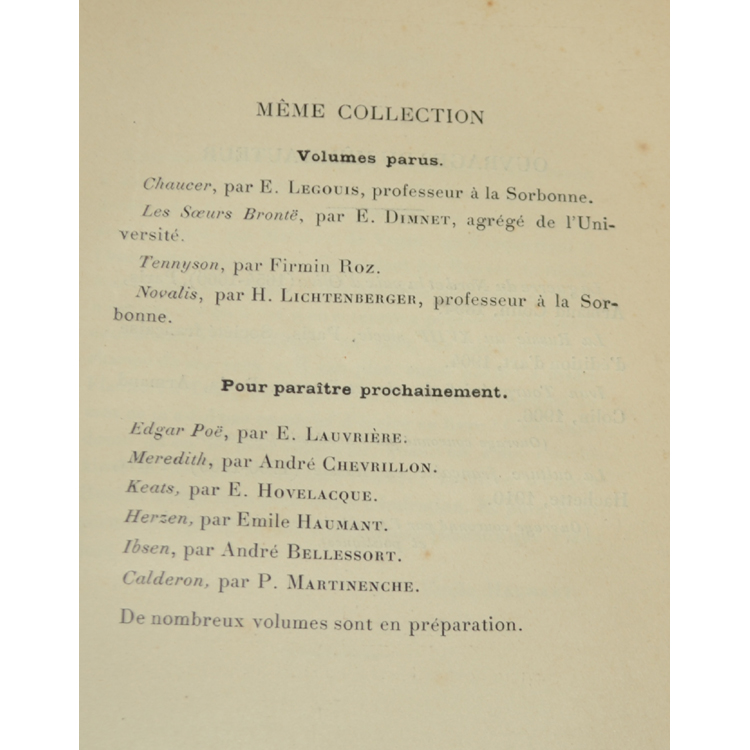 MÊME COLLECTION
Volumes parus.
Chaucer, par E. LEGOUIS, professeur à la Sorbonne.
Les Sœurs Brontë, par E. DIMNET, agrégé de l'Uni-
versité.
Tennyson, par Firmin ROZ.
Novalis, par H. LICHTENBERGER, professeur à la Sor-
bonne.
Pour paraître prochainement.
Edgar Poë, par E. LAUVRIÈRE.
Meredith, par André CHEVRILLON.
Keats, par E. HOVELACQUE.
Herzen, par Emile HAUMANT.
Ibsen, par André BELLESSORT.
Calderon, par P. MARTINENCHE.
De nombreux volumes sont en préparation.